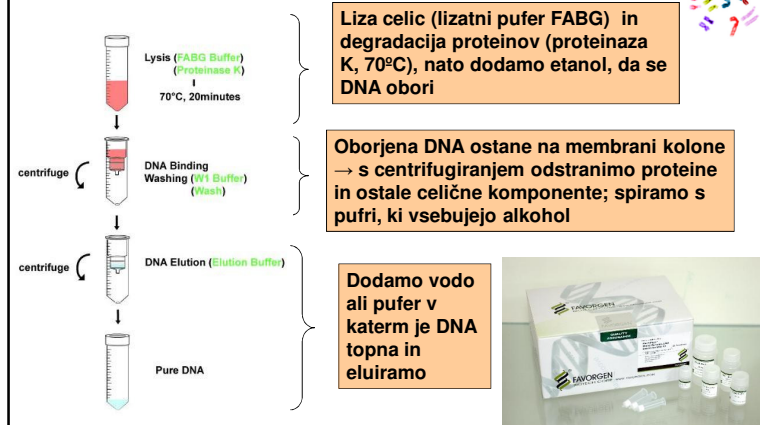 Liza celic (lizatni pufer FABG) in
degradacija proteinov (proteinaza
K, 70ºC), nato dodamo etanol, da se
DNA obori
Lysis (FABG Buffer)
(Proteinase K)
70°C, 20minutes
Oborjena DNA ostane na membrani kolone
→ s centrifugiranjem odstranimo proteine
in ostale celične komponente; spiramo s
pufri, ki vsebujejo alkohol
centrifuge
DNA Binding
Washing (W1 Buffer)
(Wash)
centrifuge
DNA Elution (Elution Buffer)
Dodamo vodo
ali pufer v
katerm je DNA
topna in
eluiramo
Pure DNA
FAVORGEN
FAVORGEN